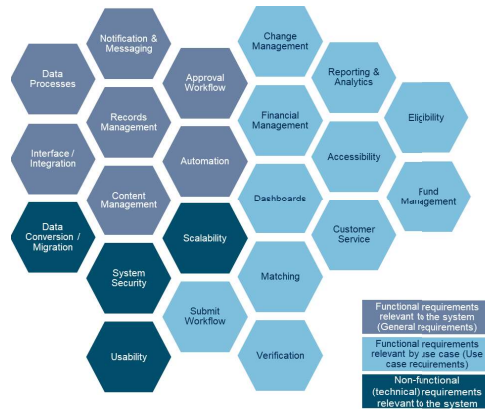 Notification &
Messaging
Data
Processes
Approval
Workflow
Change
Management
Reporting &
Analytics
Eligibility
Records
Management
Financial
Management
Interface /
Integration
Automation
Accessibility
Fund
Management
Content
Management
Dashboards
Data
Conversion /
Migration
Scalability
Customer
Service
System
Security
Matching
Submit
Workflow
Usability
Verification
Functional requirements
relevant to the system
(General requirements)
Functional requirements
relevant by use case (Use
case requirements)
Non-functional
(technical) requirements
relevant to the system